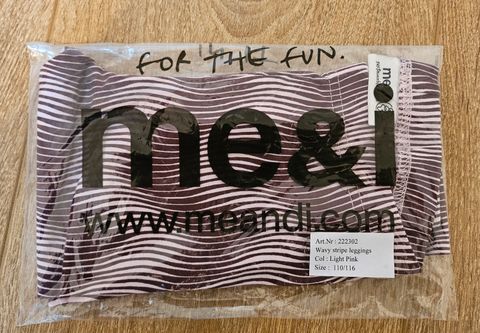 FOR THE FUN.
me&i
me&i
www.meandi.com
Art.Nr : 222302
Wavy stripe leggings
Col : Light Pink
Size : 110/116